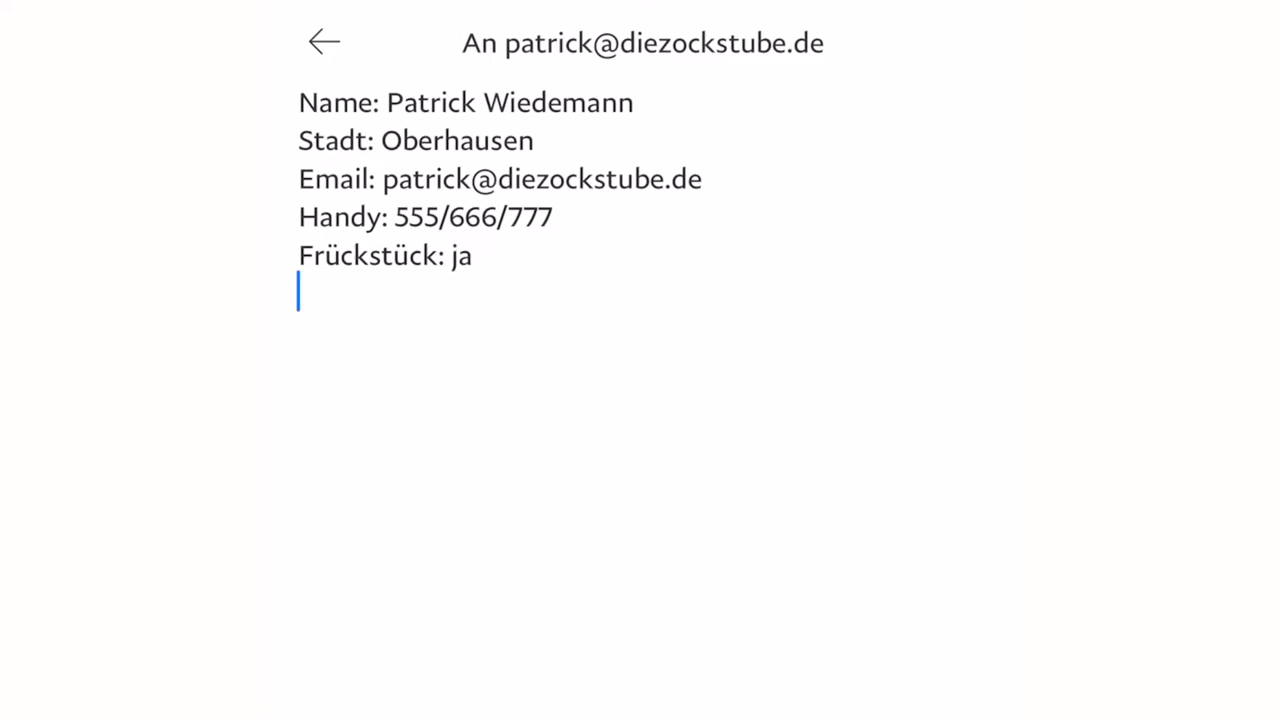 An patrick@diezockstube.de
Name: Patrick Wiedemann
Stadt: Oberhausen
Email: patrick@diezockstube.de
Handy: 555/666/777
Frückstück: ja